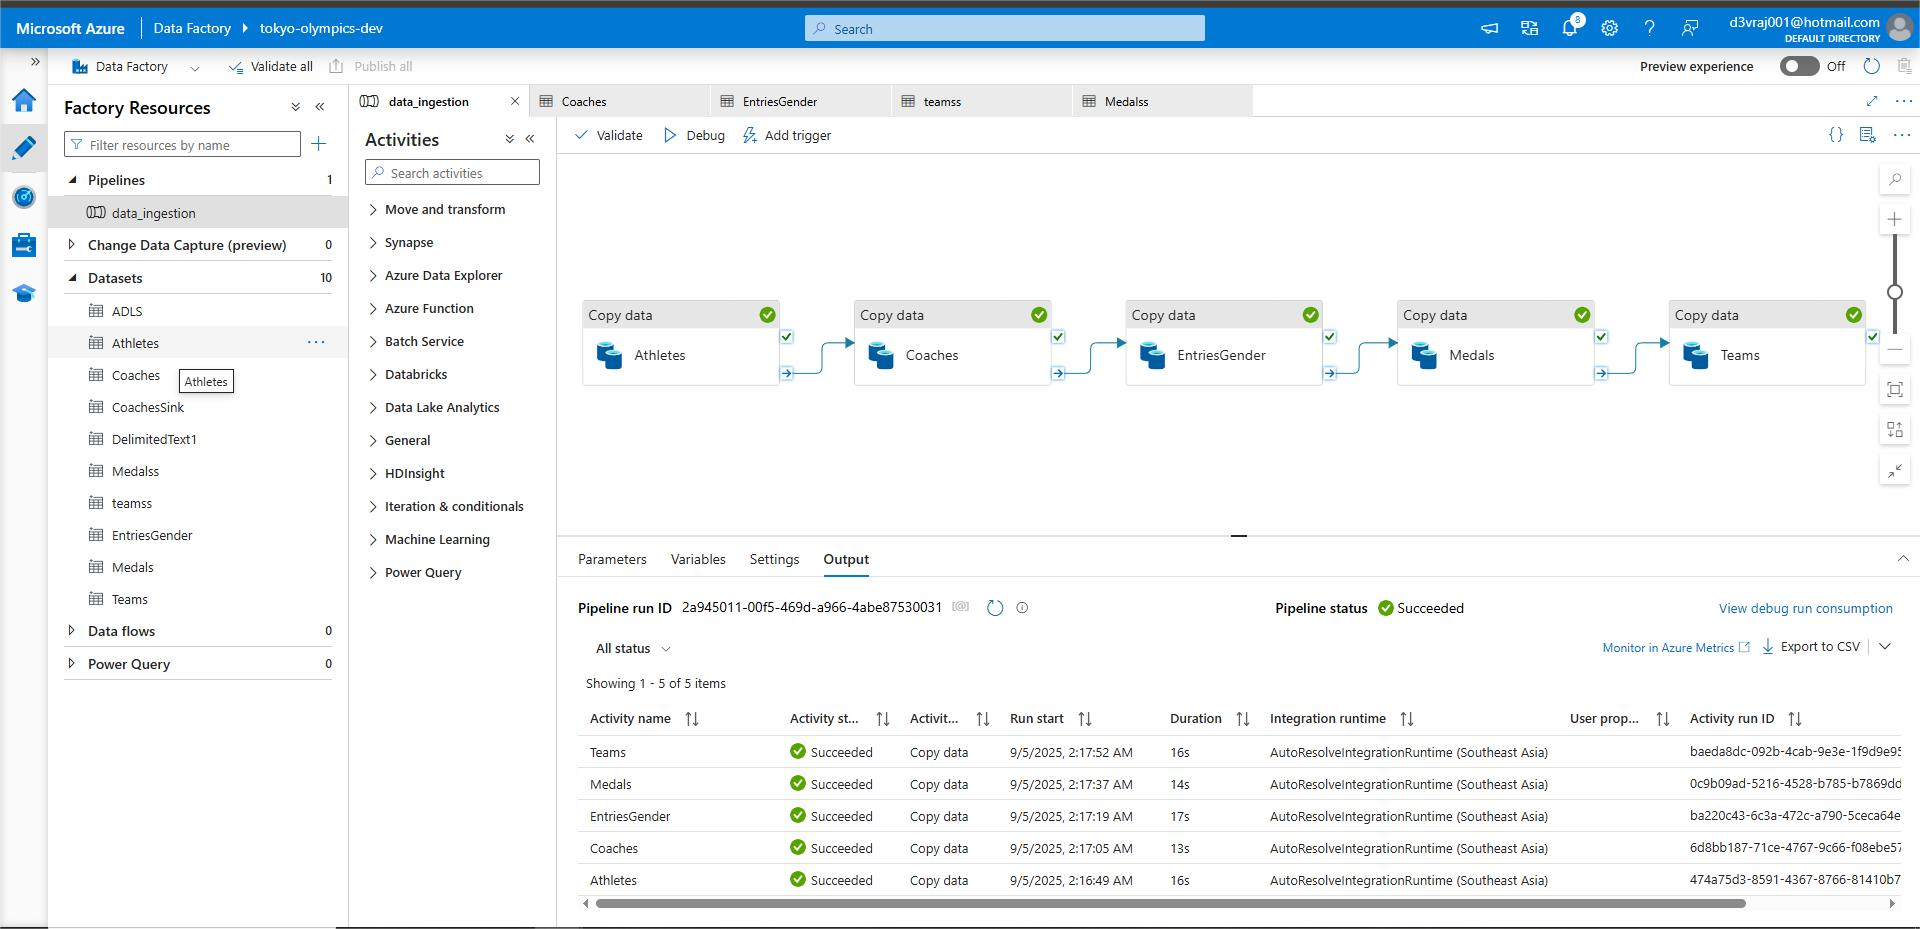 Microsoft Azure Data Factory tokyo-olympics-dev Search 8 d3vraj001@hotmail.com
DEFAULT DIRECTORY
Data Factory Validate all Publish all Preview experience Off
Factory Resources
Filter resources by name
Pipelines 1
data_ingestion
Change Data Capture (preview) 0
Datasets 10
ADLS
Athletes
Coaches
Athletes
CoachesSink
DelimitedText1
Medalss
teamss
EntriesGender
Medals
Teams
Data flows 0
Power Query 0
data_ingestion Coaches EntriesGender teamss Medalss
Activities
Search activities
Move and transform
Synapse
Azure Data Explorer
Azure Function
Batch Service
Databricks
Data Lake Analytics
General
HDInsight
Iteration & conditionals
Machine Learning
Power Query
Validate Debug Add trigger
Copy data Copy data Copy data Copy data Copy data
Athletes Coaches EntriesGender Medals Teams
Parameters Variables Settings Output
Pipeline run ID 2a945011-00f5-469d-a966-4abe87530031 Pipeline status Succeeded View debug run consumption
All status Monitor in Azure Metrics Export to CSV
Showing 1 - 5 of 5 items
Activity name Activity st... Activit... Run start Duration Integration runtime User prop... Activity run ID
Teams Succeeded Copy data 9/5/2025, 2:17:52 AM 16s AutoResolveIntegrationRuntime (Southeast Asia) baeda8dc-092b-4cab-9e3e-1f9d9e95
Medals Succeeded Copy data 9/5/2025, 2:17:37 AM 14s AutoResolveIntegrationRuntime (Southeast Asia) 0c9b09ad-5216-4528-b785-b7869dd
EntriesGender Succeeded Copy data 9/5/2025, 2:17:19 AM 17s AutoResolveIntegrationRuntime (Southeast Asia) ba220c43-6c3a-472c-a790-5ceca64e
Coaches Succeeded Copy data 9/5/2025, 2:17:05 AM 13s AutoResolveIntegrationRuntime (Southeast Asia) 6d8bb187-71ce-4767-9c66-f08ebe57
Athletes Succeeded Copy data 9/5/2025, 2:16:49 AM 16s AutoResolveIntegrationRuntime (Southeast Asia) 474a75d3-8591-4367-8766-81410b7